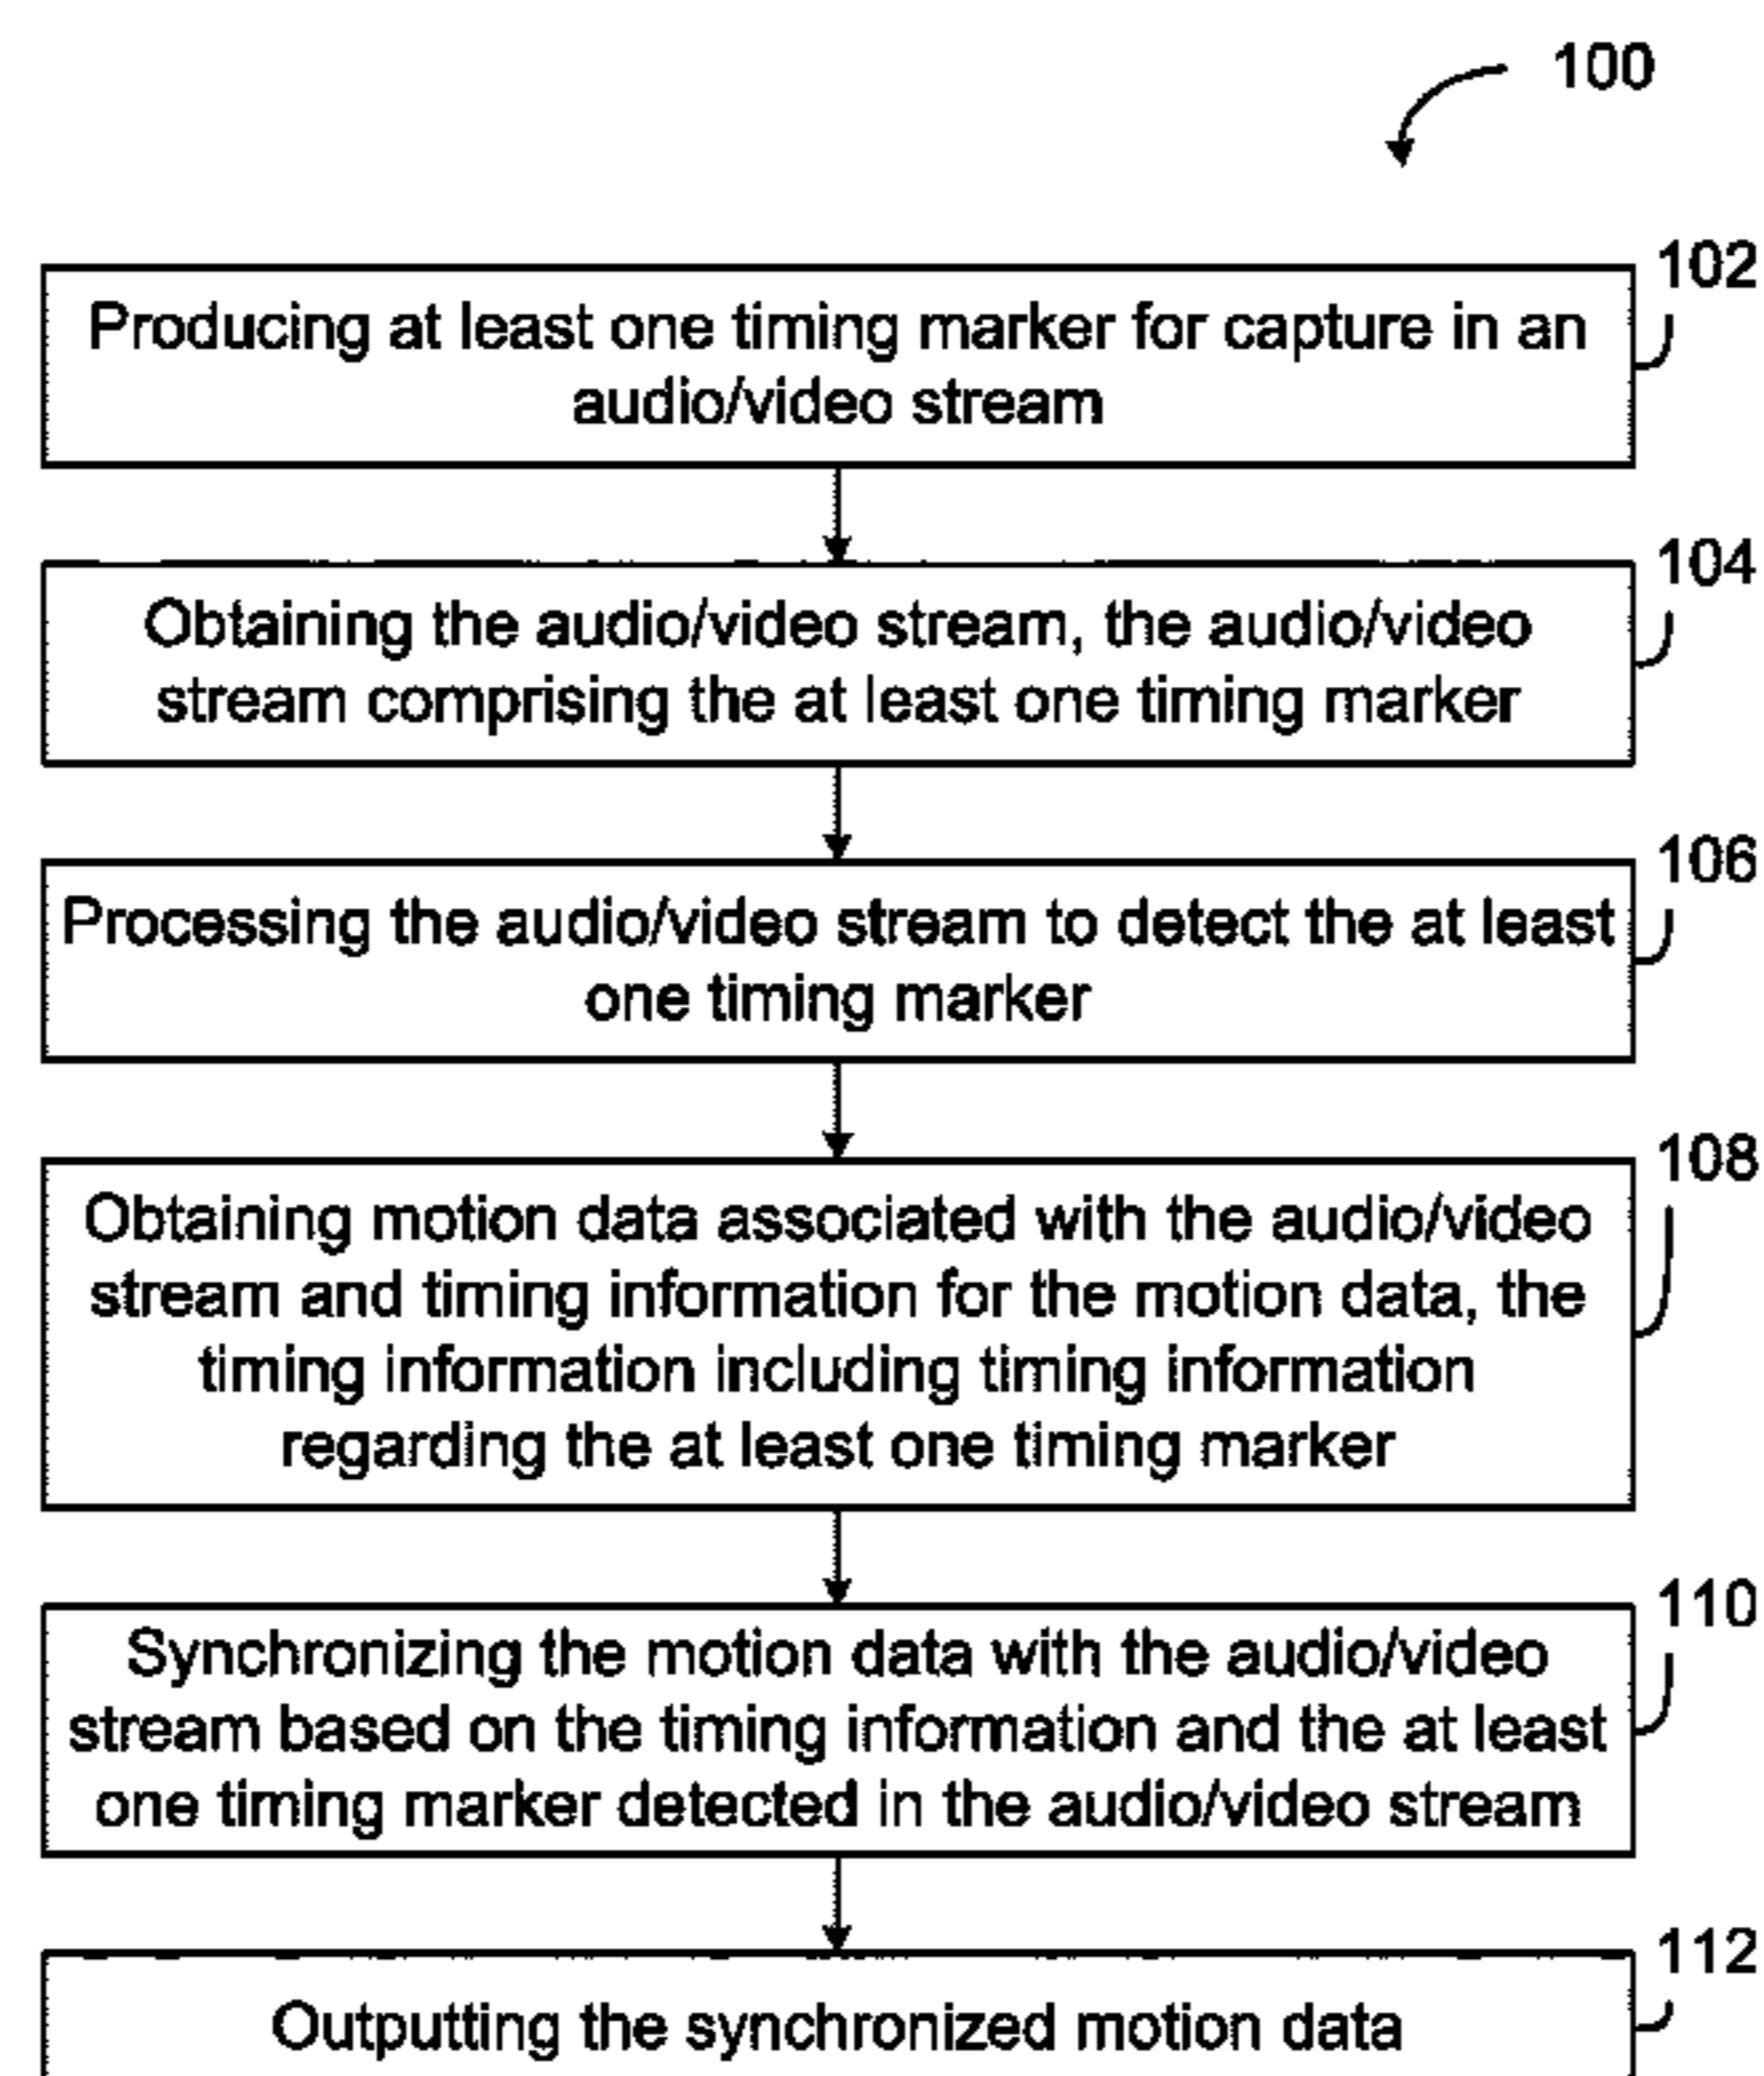 100
102
Producing at least one timing marker for capture in an
audio/video stream
104
Obtaining the audio/video stream, the audio/video
stream comprising the at least one timing marker
106
Processing the audio/video stream to detect the at least
one timing marker
108
Obtaining motion data associated with the audio/video
stream and timing information for the motion data, the
timing information including timing information
regarding the at least one timing marker
110
Synchronizing the motion data with the audio/video
stream based on the timing information and the at least
one timing marker detected in the audio/video stream
112
Outputting the synchronized motion data